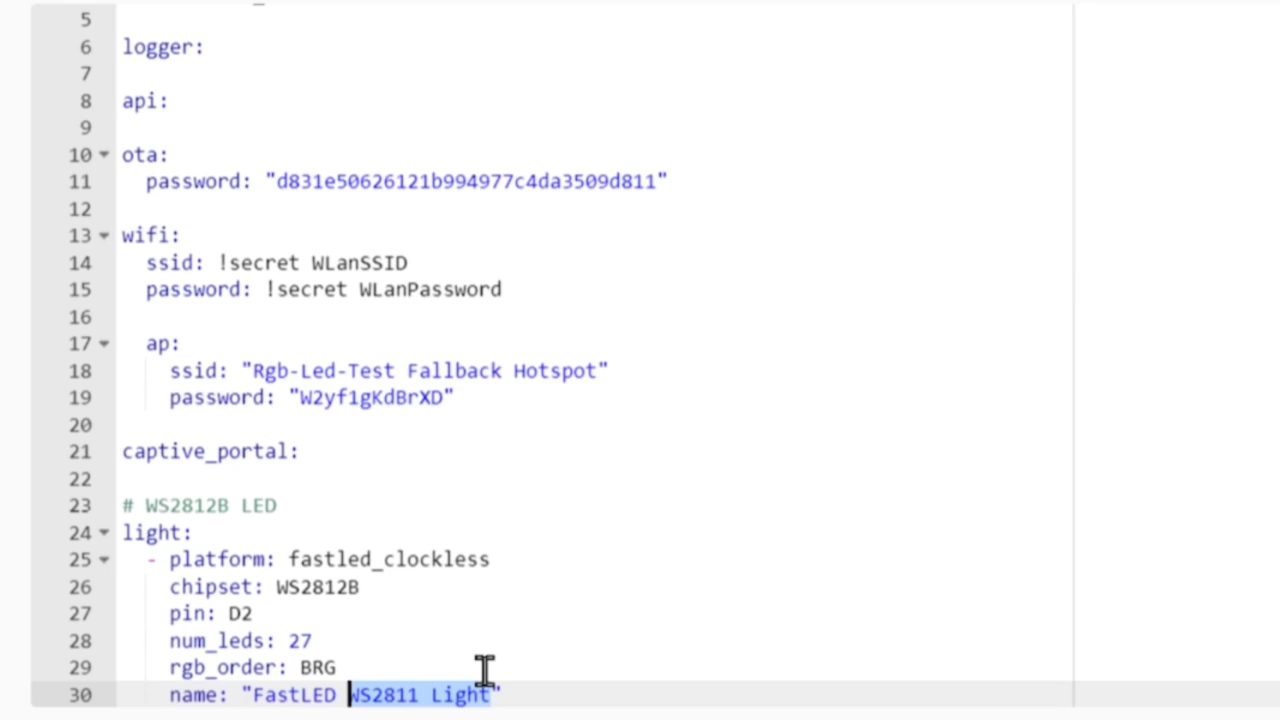 5
6 logger:
7
8 api:
9
10 ota:
11 password: "d831e50626121b994977c4da3509d811"
12
13 wifi:
14 ssid: !secret WLanSSID
15 password: !secret WLanPassword
16
17 ap:
18 ssid: "Rgb-Led-Test Fallback Hotspot"
19 password: "W2yf1gKdBrXD"
20
21 captive_portal:
22
23 # WS2812B LED
24 light:
25 - platform: fastled_clockless
26 chipset: WS2812B
27 pin: D2
28 num_leds: 27
29 rgb_order: BRG
30 name: "FastLED WS2811 Light"